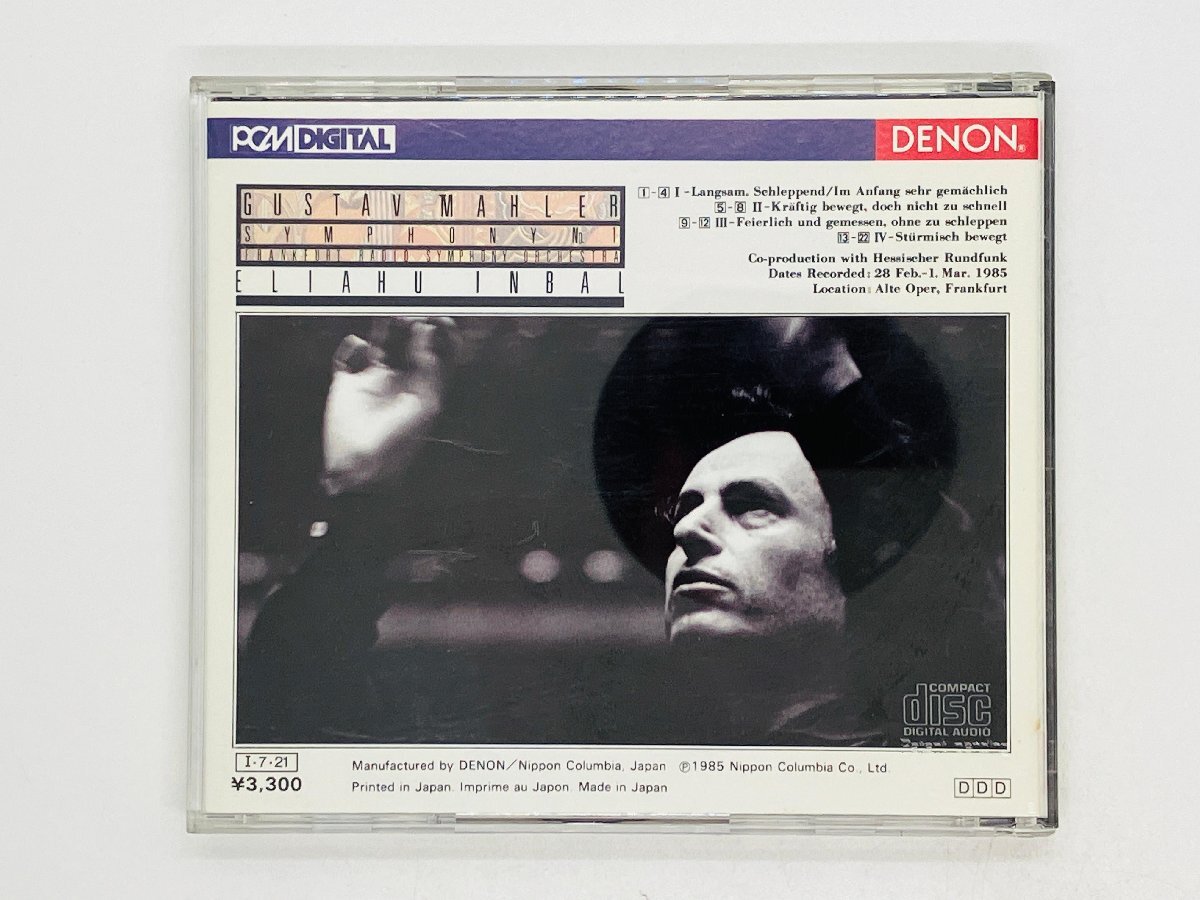 PCM DIGITAL
DENON®
GUSTAV MAHLER
SYMPHONY No.1
FRANKFURT RADIO SYMPHONY ORCHESTRA
ELIAHU INBAL
1-4 I-Langsam. Schleppend/Im Anfang sehr gemächlich
5-8 II-Kräftig bewegt, doch nicht zu schnell
9-12 III-Feierlich und gemessen, ohne zu schleppen
13-22 IV-Stürmisch bewegt
Co-production with Hessischer Rundfunk
Dates Recorded: 28 Feb.-1. Mar. 1985
Location: Alte Oper, Frankfurt
COMPACT
disc
DIGITAL AUDIO
I·7·21
¥3,300
Manufactured by DENON/Nippon Columbia, Japan ℗1985 Nippon Columbia Co., Ltd.
Printed in Japan. Imprime au Japon. Made in Japan
DDD